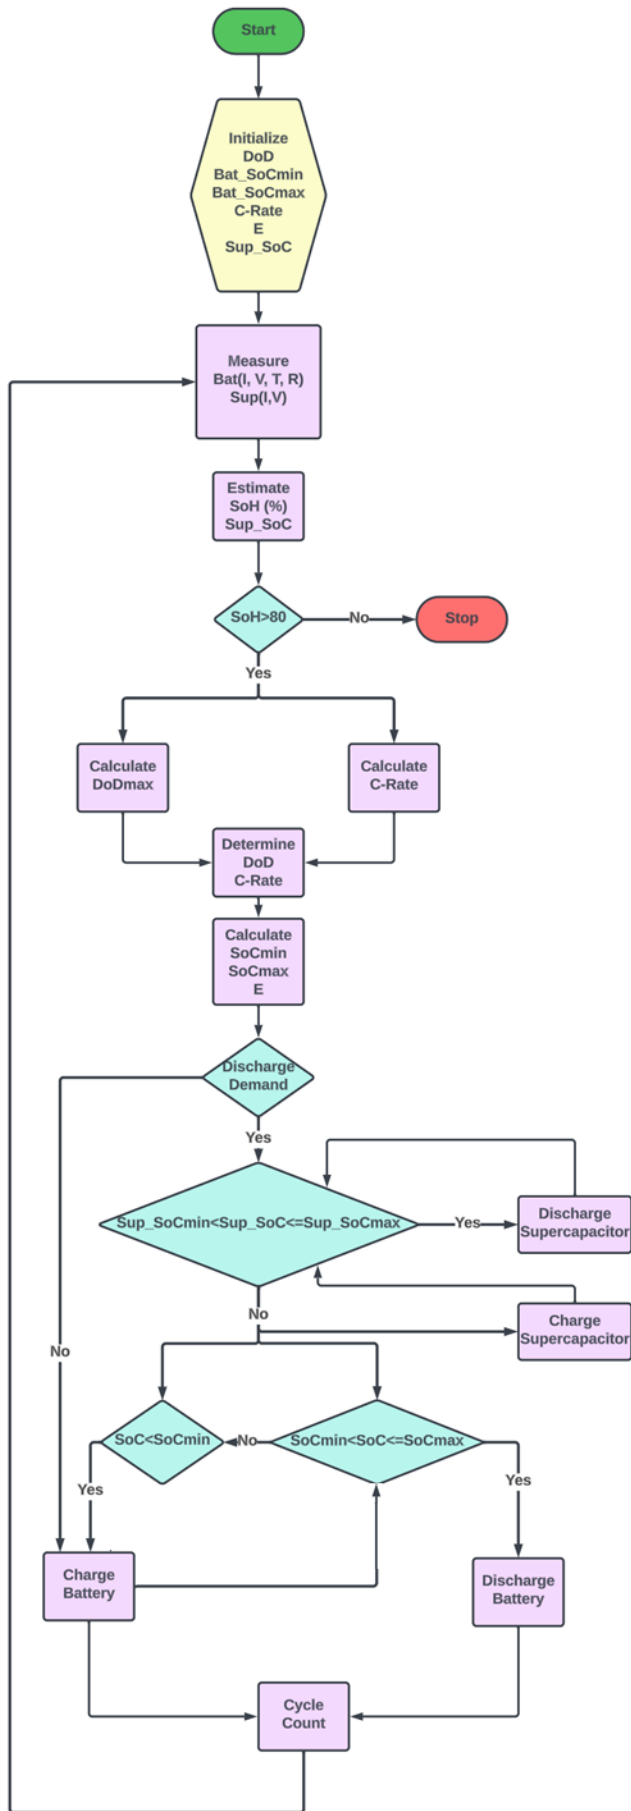 Start
Initialize
DoD
Bat_SoCmin
Bat_SoCmax
C-Rate
E
Sup_SoC
Measure
Bat(I, V, T, R)
Sup(I,V)
Estimate
SoH (%)
Sup_SoC
SoH>80
No
Stop
Yes
Calculate
DoDmax
Calculate
C-Rate
Determine
DoD
C-Rate
Calculate
SoCmin
SoCmax
E
Discharge
Demand
Yes
Sup_SoCmin<Sup_SoC<=Sup_SoCmax
Yes
Discharge
Supercapacitor
No
Charge
Supercapacitor
No
SoC<SoCmin
No
SoCmin<SoC<=SoCmax
Yes
Yes
Charge
Battery
Discharge
Battery
Cycle
Count